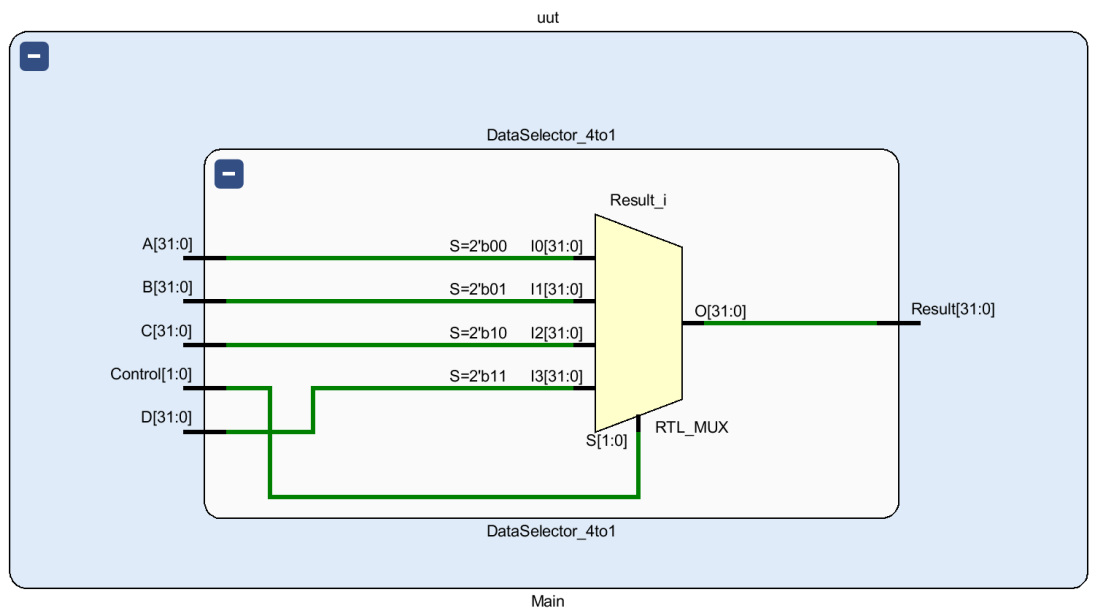 uut
DataSelector_4to1
Result_i
A[31:0]
S=2'b00
I0[31:0]
B[31:0]
S=2'b01
I1[31:0]
C[31:0]
S=2'b10
I2[31:0]
O[31:0]
Result[31:0]
Control[1:0]
S=2'b11
I3[31:0]
D[31:0]
S[1:0]
RTL_MUX
DataSelector_4to1
Main